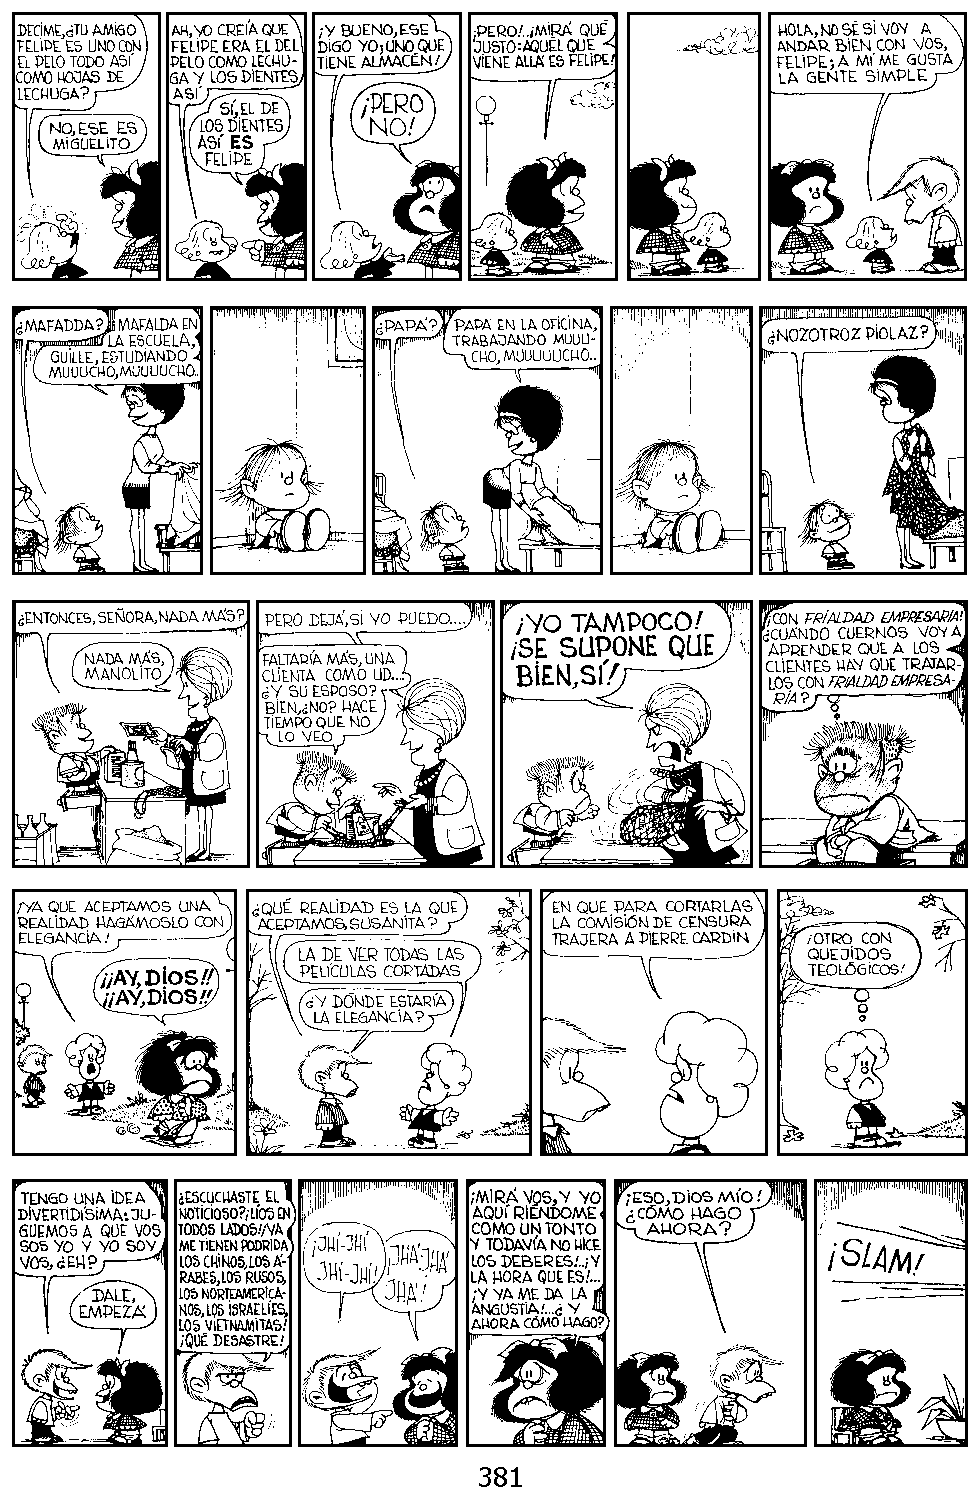 DECIME, ¿TU AMIGO
FELIPE ES UNO CON
EL PELO TODO ASÍ
COMO HOJAS DE
LECHUGA?
NO, ESE ES
MIGUELITO
AH, YO CREÍA QUE
FELIPE ERA EL DEL
PELO COMO LECHU-
GA Y LOS DIENTES
ASÍ
SÍ, EL DE
LOS DIENTES
ASÍ ES
FELIPE
¡Y BUENO, ESE
DIGO YO; UNO QUE
TIENE ALMACÉN!
¡PERO
NO!
¡PERO!..¡MIRÁ QUÉ
JUSTO: AQUEL QUE
VIENE ALLÁ ES FELIPE!
HOLA, NO SÉ SI VOY A
ANDAR BIEN CON VOS,
FELIPE; A MÍ ME GUSTA
LA GENTE SIMPLE
¿MAFADDA?
MAFALDA EN
LA ESCUELA,
GUILLE, ESTUDIANDO
MUUUCHO, MUUUUCHO..
¿PAPÁ?
PAPÁ EN LA OFICINA,
TRABAJANDO MUUU-
CHO, MUUUUCHO..
¿NOZOTROZ PIOLAZ?
¿ENTONCES, SEÑORA, NADA MÁS?
NADA MÁS,
MANOLITO
PERO DEJÁ, SI YO PUEDO....
FALTARÍA MÁS, UNA
CLIENTA COMO UD...
¿Y SU ESPOSO?
BIEN, ¿NO? HACE
TIEMPO QUE NO
LO VEO
¡YO TAMPOCO!
¡SE SUPONE QUE
BIEN, SÍ!
¡CON FRIALDAD EMPRESARIA!
¿CUÁNDO CUERNOS VOY A
APRENDER QUE A LOS
CLIENTES HAY QUE TRATAR-
LOS CON FRIALDAD EMPRESA-
RIA?
¡YA QUE ACEPTAMOS UNA
REALIDAD HAGÁMOSLO CON
ELEGANCIA!
¡¡AY, DIOS!!
¡¡AY, DIOS!!
¿QUÉ REALIDAD ES LA QUE
ACEPTAMOS, SUSANITA?
LA DE VER TODAS LAS
PELÍCULAS CORTADAS
¿Y DÓNDE ESTARÍA
LA ELEGANCIA?
EN QUE PARA CORTARLAS
LA COMISIÓN DE CENSURA
TRAJERA A PIERRE CARDIN
¡OTRO CON
QUEJIDOS
TEOLÓGICOS!
TENGO UNA IDEA
DIVERTIDÍSIMA: JU-
GUEMOS A QUE VOS
SOS YO Y YO SOY
VOS, ¿EH?
DALE,
EMPEZÁ
¿ESCUCHASTE EL
NOTICIOSO? ¡LÍOS EN
TODOS LADOS! ¡YA
ME TIENEN PODRIDA
LOS CHINOS, LOS Á-
RABES, LOS RUSOS,
LOS NORTEAMERICA-
NOS, LOS ISRAELÍES,
LOS VIETNAMITAS!
¡QUÉ DESASTRE!
¡JHÍ-JHÍ
JHÍ-JHÍ!
¡JHÁ-JHÁ
JHÁ!
¡MIRÁ VOS, Y YO
AQUÍ RIÉNDOME
COMO UN TONTO
Y TODAVÍA NO HICE
LOS DEBERES!..¡Y
LA HORA QUE ES!...
¡Y YA ME DA LA
ANGUSTIA!...¿Y
AHORA CÓMO HAGO?
¡ESO, DIOS MÍO!
¿CÓMO HAGO
AHORA?
¡SLAM!
381